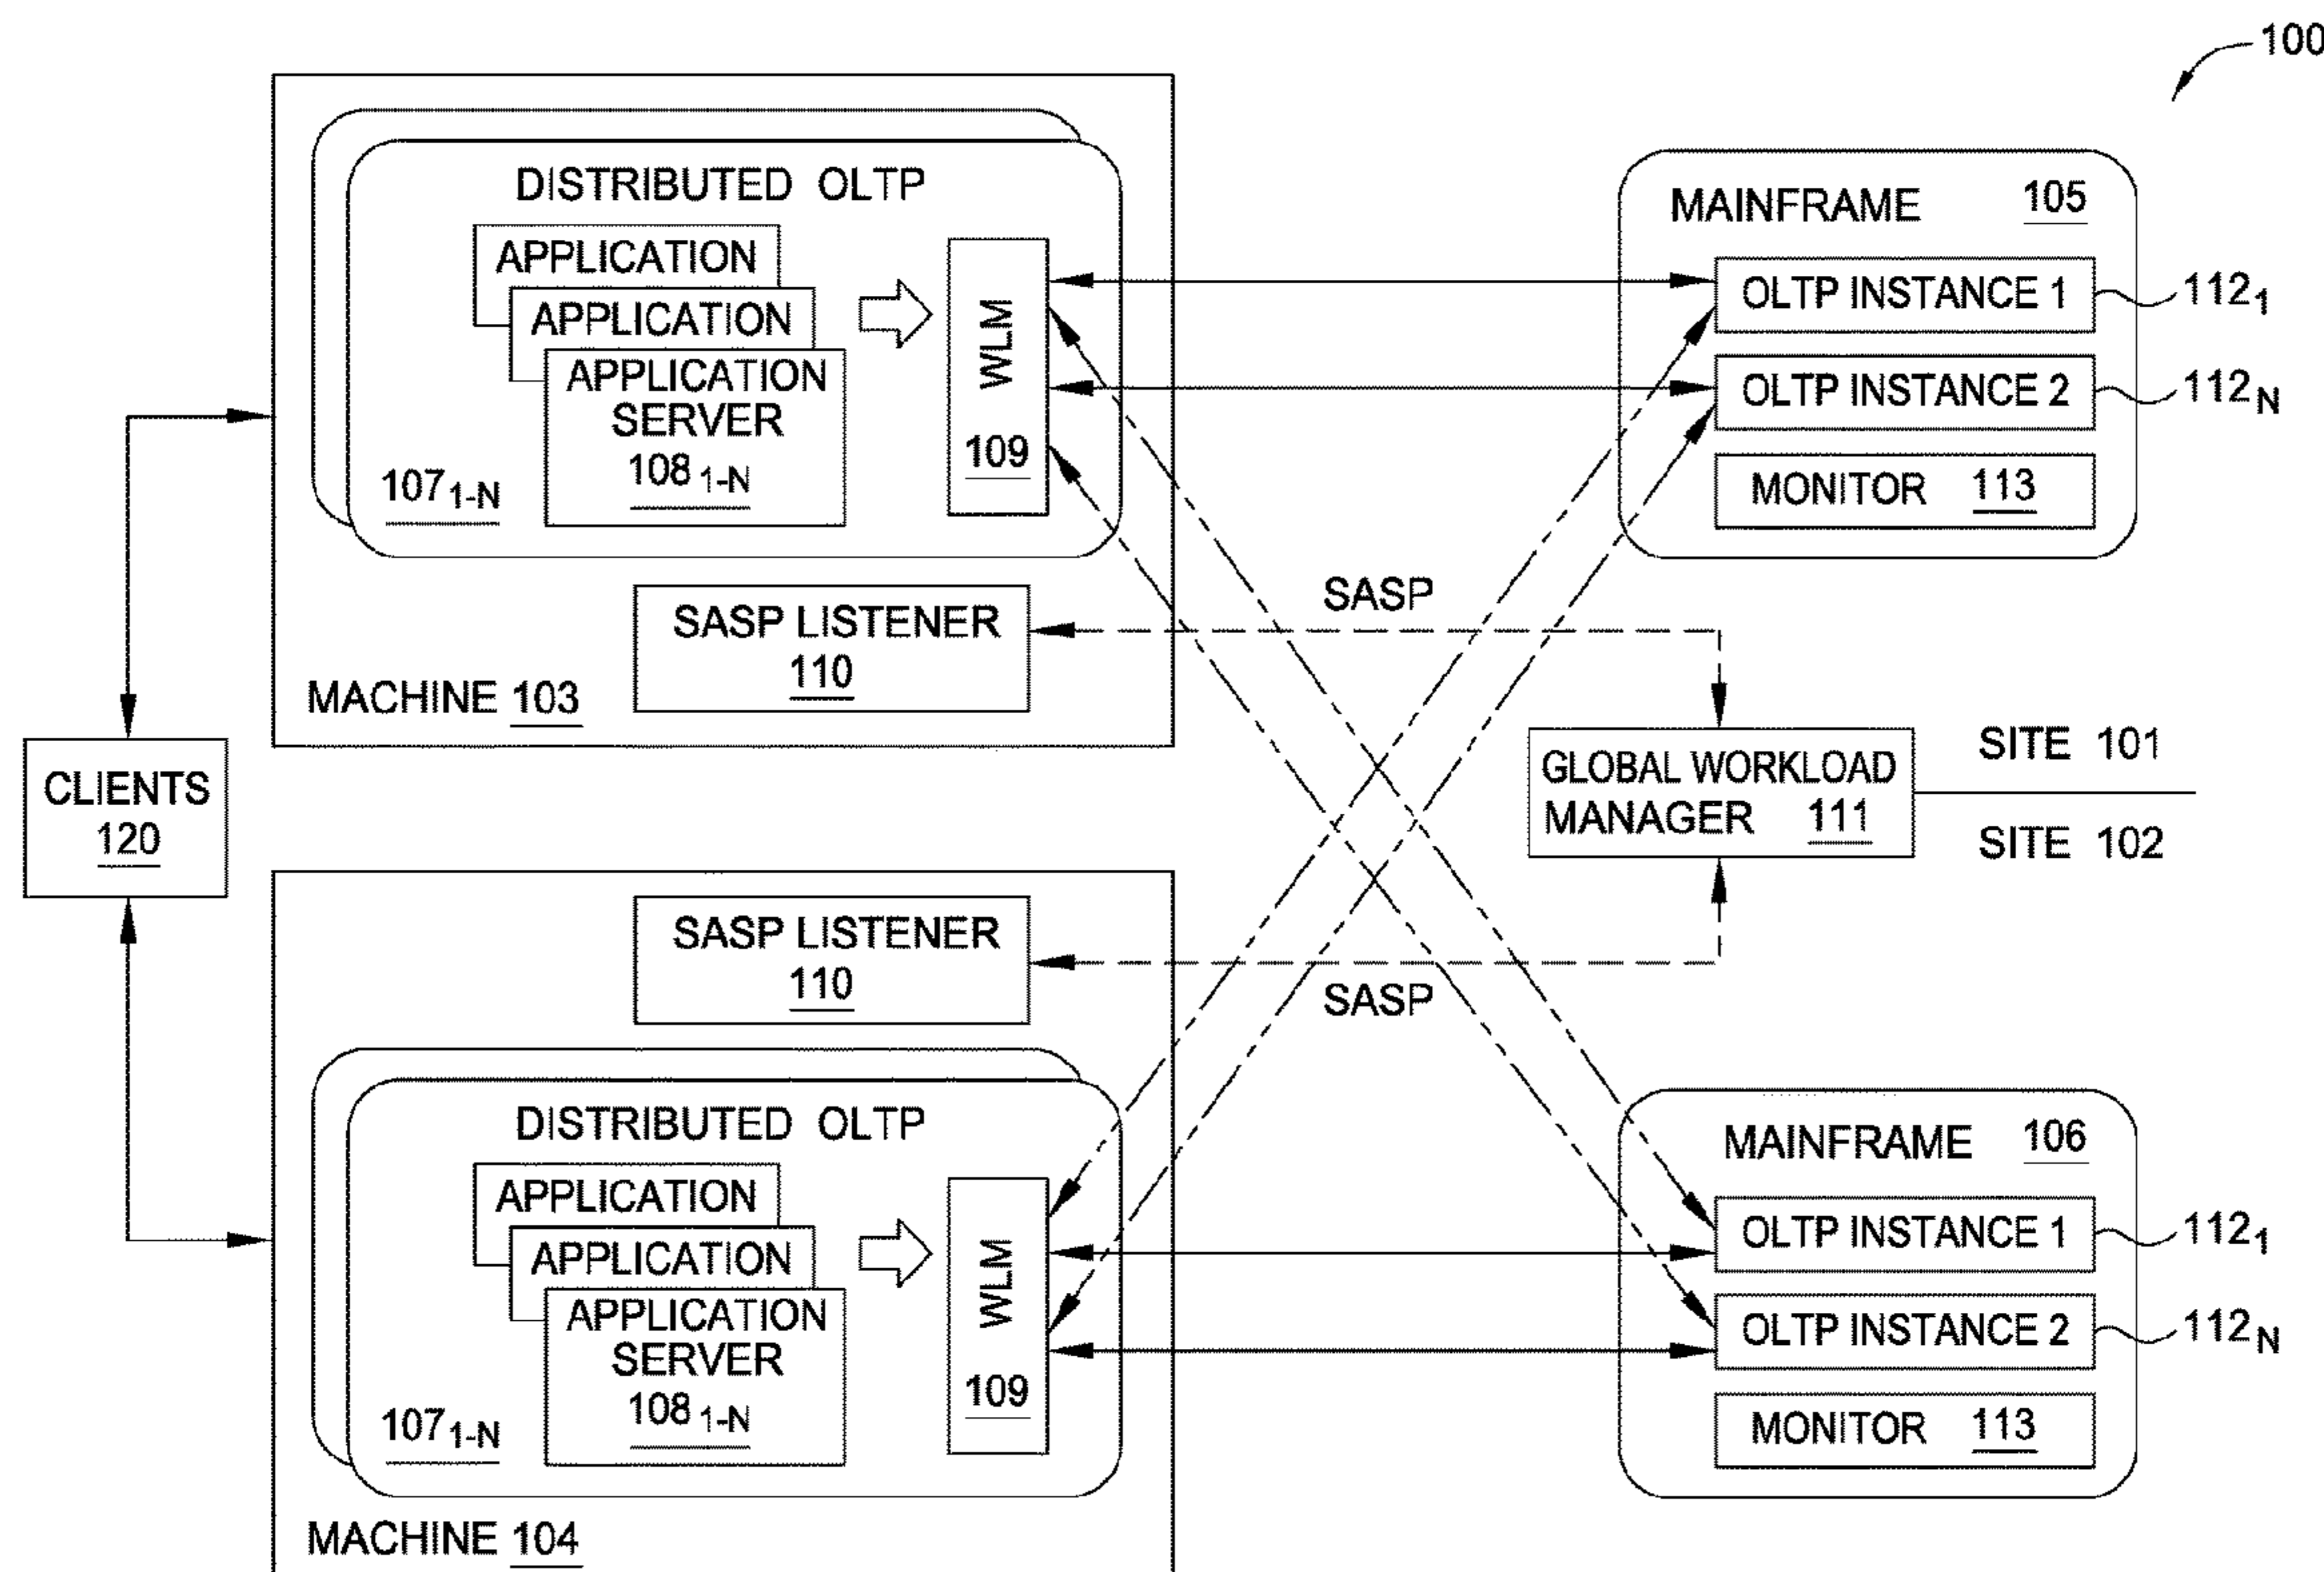 100
DISTRIBUTED OLTP
APPLICATION
APPLICATION
APPLICATION
SERVER
108 1-N
107 1-N
WLM
109
SASP LISTENER
110
MACHINE 103
MAINFRAME 105
OLTP INSTANCE 1
112 1
OLTP INSTANCE 2
112 N
MONITOR 113
SASP
CLIENTS
120
GLOBAL WORKLOAD
MANAGER 111
SITE 101
SITE 102
SASP LISTENER
110
SASP
DISTRIBUTED OLTP
APPLICATION
APPLICATION
APPLICATION
SERVER
108 1-N
107 1-N
WLM
109
MACHINE 104
MAINFRAME 106
OLTP INSTANCE 1
112 1
OLTP INSTANCE 2
112 N
MONITOR 113